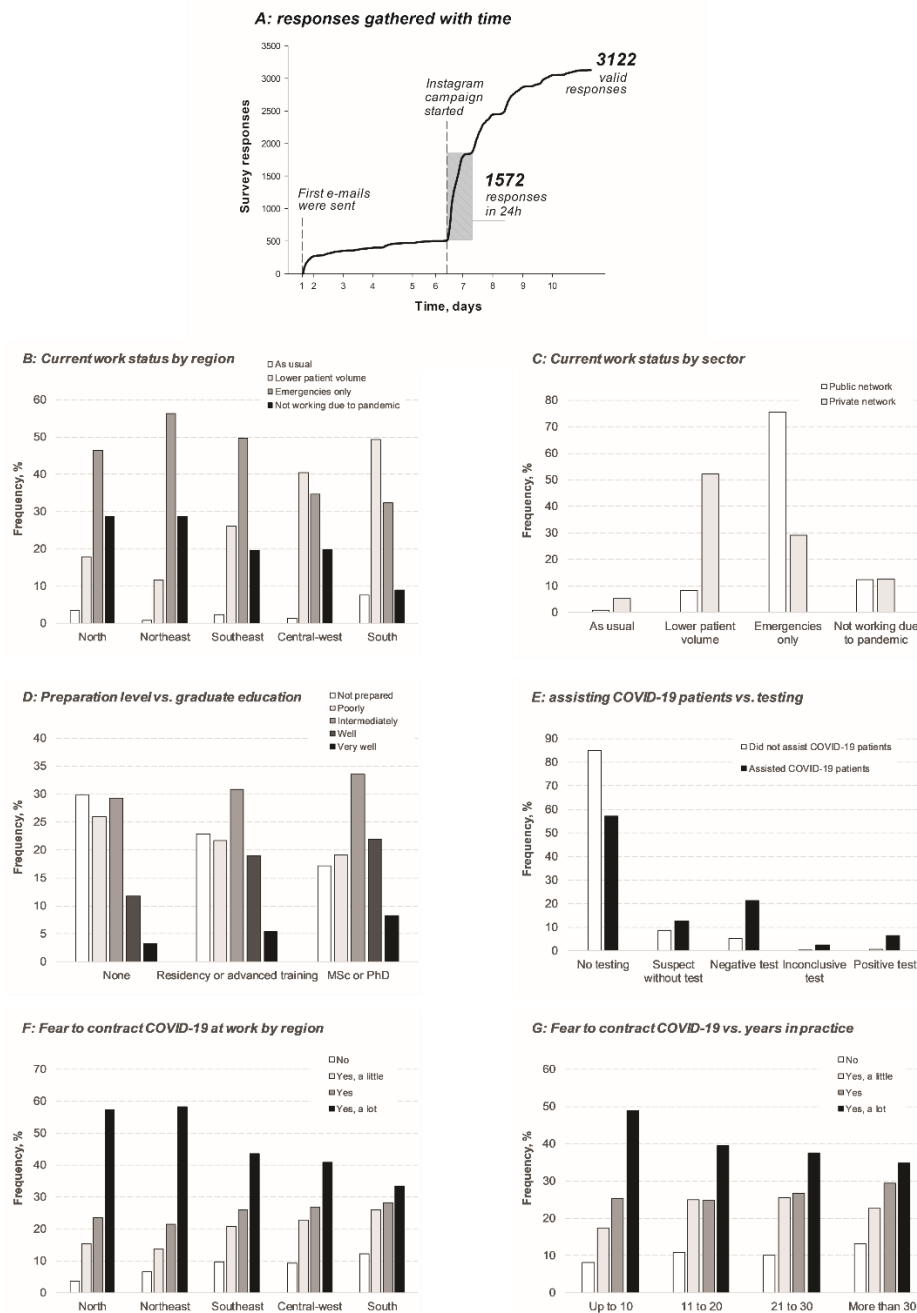 A: responses gathered with time
3500
3000
2500
2000
1500
1000
500
0
Survey responses
First e-mails
were sent
Instagram
campaign
started
3122
valid
responses
1572
responses
in 24h
1 2 3 4 5 6 7 8 9 10
Time, days
B: Current work status by region
As usual
Lower patient volume
Emergencies only
Not working due to pandemic
60
50
40
30
20
10
0
Frequency, %
North Northeast Southeast Central-west South
C: Current work status by sector
Public network
Private network
80
70
60
50
40
30
20
10
0
Frequency, %
As usual Lower patient volume Emergencies only Not working due to pandemic
D: Preparation level vs. graduate education
Not prepared
Poorly
Intermediately
Well
Very well
40
35
30
25
20
15
10
5
0
Frequency, %
None Residency or advanced training MSc or PhD
E: assisting COVID-19 patients vs. testing
Did not assist COVID-19 patients
Assisted COVID-19 patients
90
80
70
60
50
40
30
20
10
0
Frequency, %
No testing Suspect without test Negative test Inconclusive test Positive test
F: Fear to contract COVID-19 at work by region
No
Yes, a little
Yes
Yes, a lot
70
60
50
40
30
20
10
0
Frequency, %
North Northeast Southeast Central-west South
G: Fear to contract COVID-19 vs. years in practice
No
Yes, a little
Yes
Yes, a lot
60
50
40
30
20
10
0
Frequency, %
Up to 10 11 to 20 21 to 30 More than 30